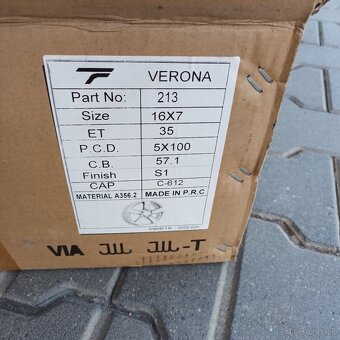 VERONA
Part No: 213
Size 16X7
ET 35
P.C.D. 5X100
C.B. 57.1
Finish S1
CAP C-612
MATERIAL A356.2 MADE IN P.R.C
VIA JWL JWL-T